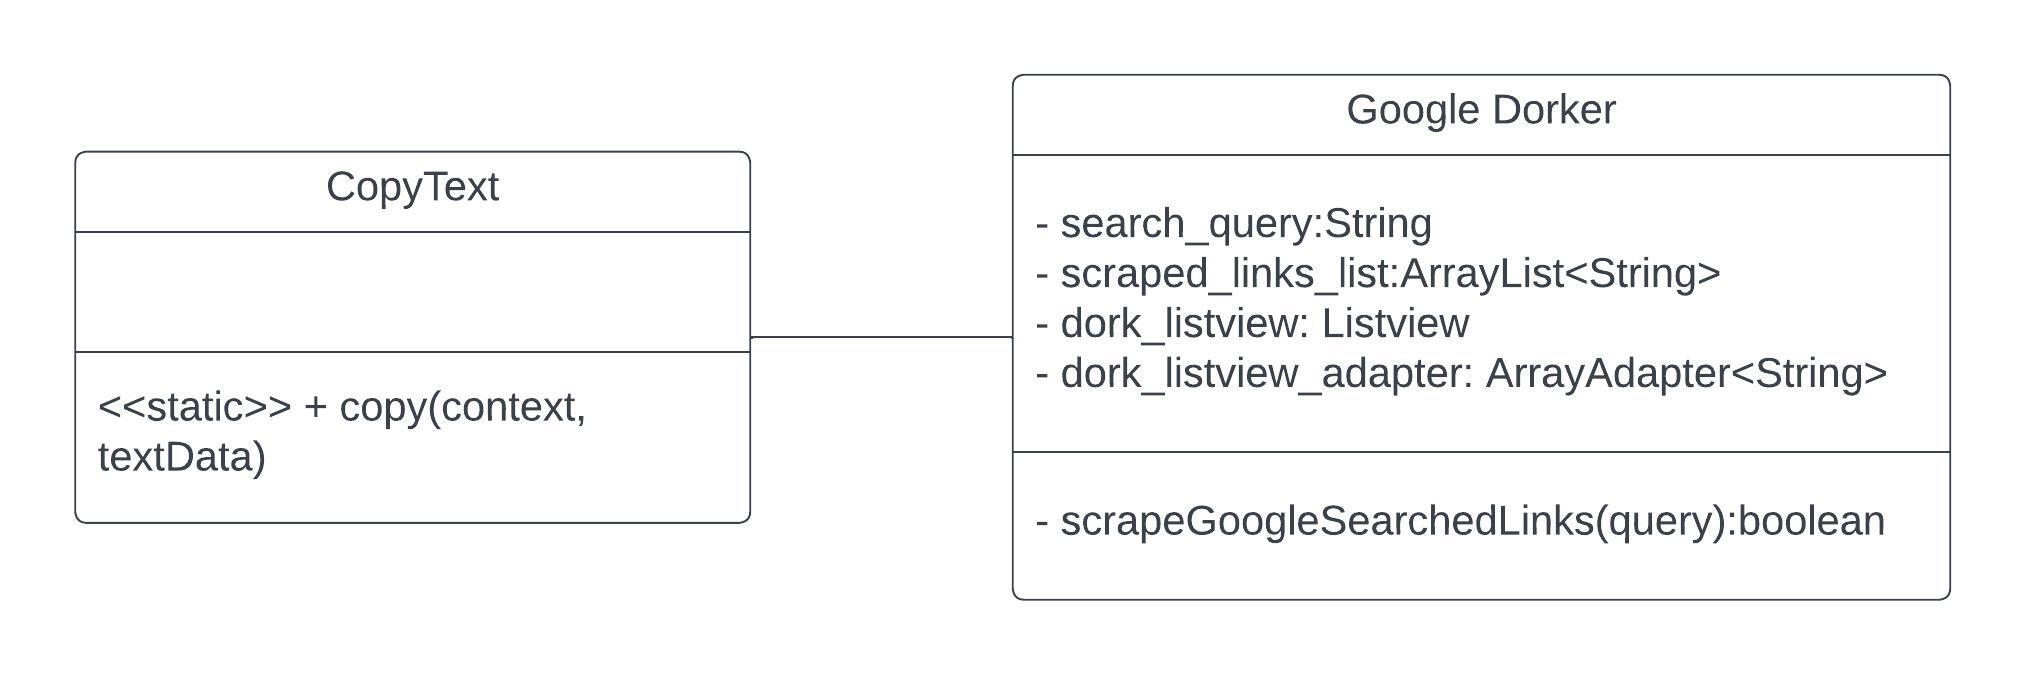 CopyText
<<static>> + copy(context,
textData)
Google Dorker
- search_query:String
- scraped_links_list:ArrayList<String>
- dork_listview: Listview
- dork_listview_adapter: ArrayAdapter<String>
- scrapeGoogleSearchedLinks(query):boolean